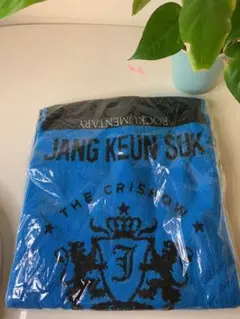 "ROCKUMENTARY
JANG KEUN SUK
★ THE CRISHOW ★
J